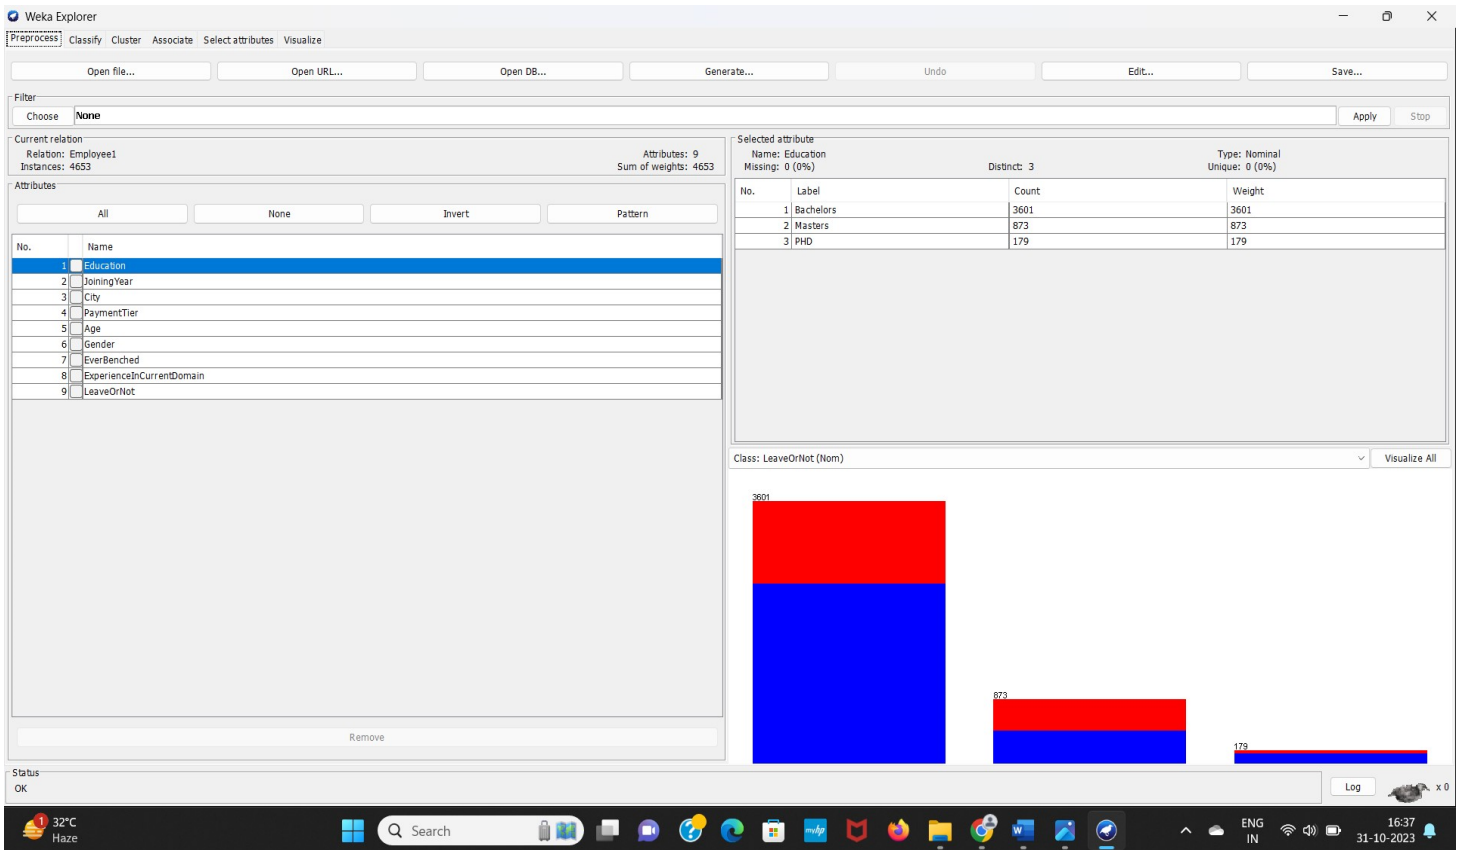 Weka Explorer
Preprocess Classify Cluster Associate Select attributes Visualize
Open file... Open URL... Open DB... Generate... Undo Edit... Save...
Filter
Choose None Apply Stop
Current relation
Relation: Employee1 Attributes: 9
Instances: 4653 Sum of weights: 4653
Attributes
All None Invert Pattern
No. Name
1 Education
2 JoiningYear
3 City
4 PaymentTier
5 Age
6 Gender
7 EverBenched
8 ExperienceInCurrentDomain
9 LeaveOrNot
Remove
Selected attribute
Name: Education Type: Nominal
Missing: 0 (0%) Distinct: 3 Unique: 0 (0%)
No. Label Count Weight
1 Bachelors 3601 3601
2 Masters 873 873
3 PHD 179 179
Class: LeaveOrNot (Nom) Visualize All
3601
873
179
Status
OK Log x 0
1
32°C
Haze
Search
myhp
W
ENG
IN
16:37
31-10-2023